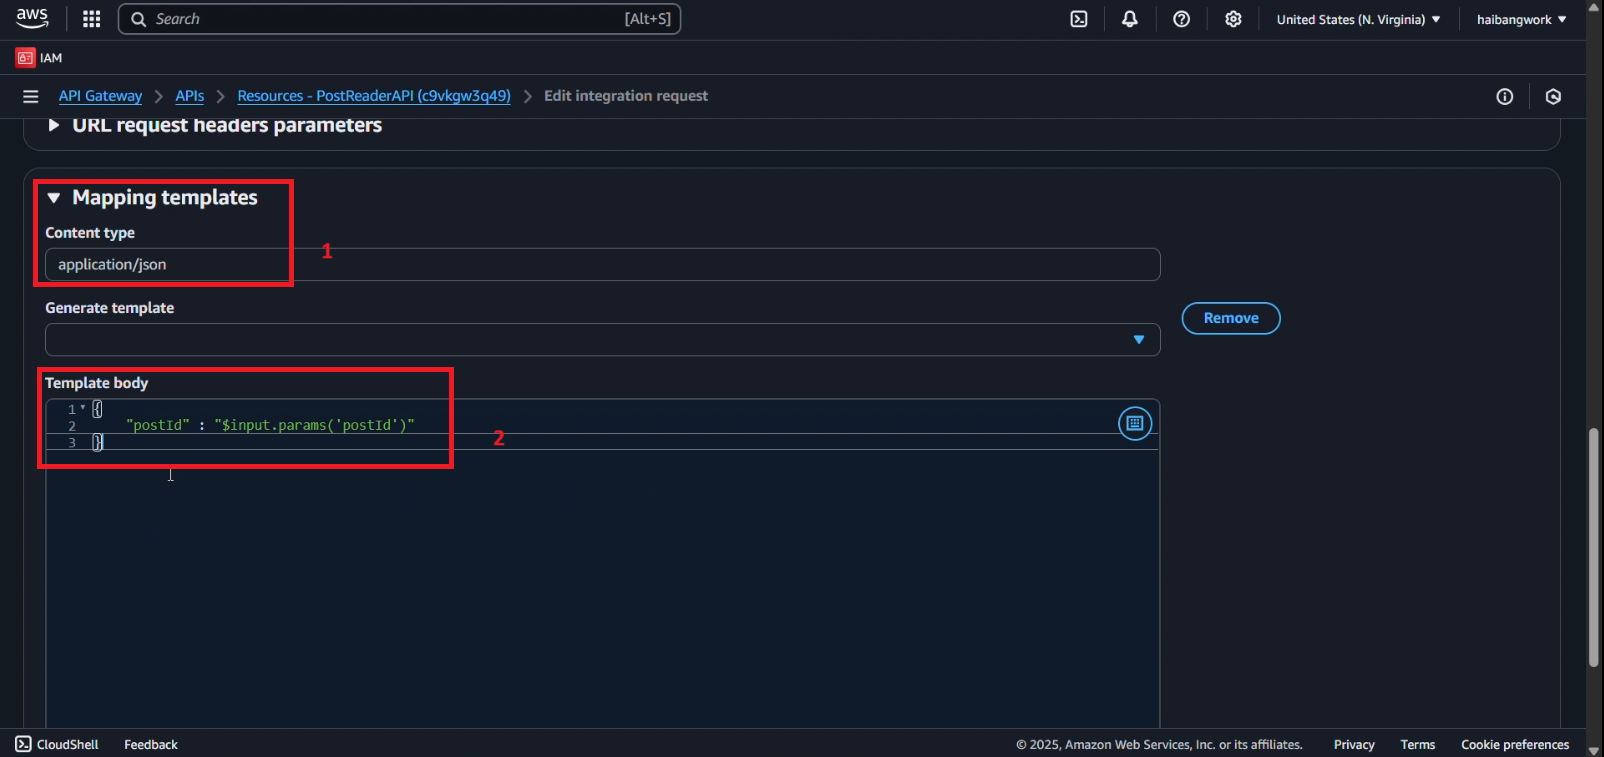 aws
Search [Alt+S]
United States (N. Virginia)
haibangwork
IAM
API Gateway
APIs
Resources - PostReaderAPI (c9vkgw3q49)
Edit integration request
URL request headers parameters
Mapping templates
Content type
1
application/json
Generate template
Remove
Template body
1 {
2 "postId" : "$input.params('postId')"
3 }
2
CloudShell
Feedback
© 2025, Amazon Web Services, Inc. or its affiliates.
Privacy
Terms
Cookie preferences